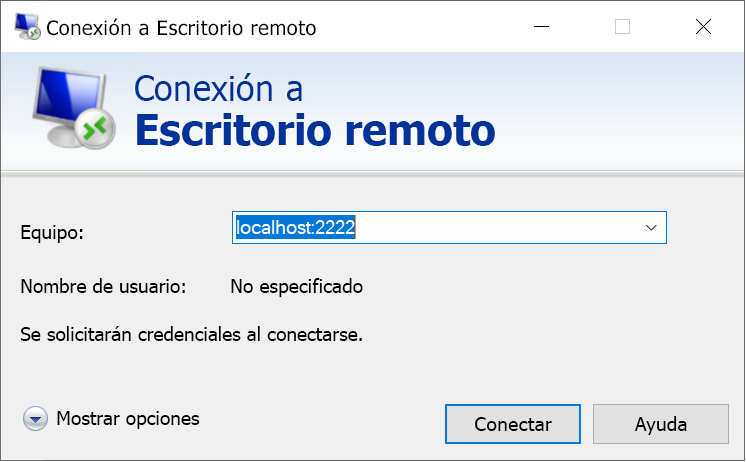 Conexión a Escritorio remoto
Conexión a
Escritorio remoto
Equipo:
localhost:2222
Nombre de usuario:
No especificado
Se solicitarán credenciales al conectarse.
Mostrar opciones
Conectar
Ayuda